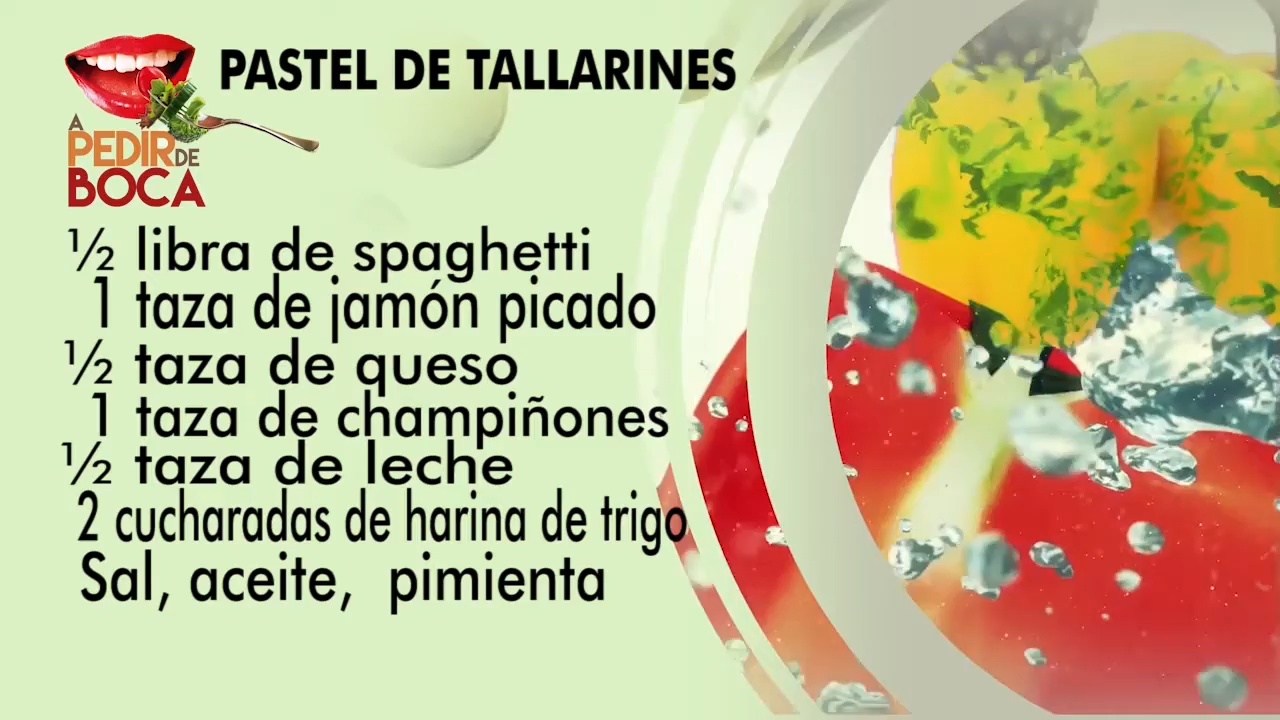 PASTEL DE TALLARINES
A
PEDIR DE
BOCA
½ libra de spaghetti
1 taza de jamón picado
½ taza de queso
1 taza de champiñones
½ taza de leche
2 cucharadas de harina de trigo
Sal, aceite, pimienta